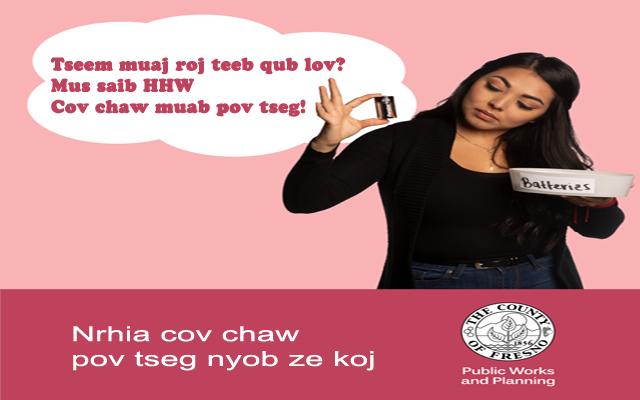 Tseem muaj roj teeb qub lov?
Mus saib HHW
Cov chaw muab pov tseg!
Batteries
Nrhia cov chaw
pov tseg nyob ze koj
THE COUNTY
1856
OF FRESNO
Public Works
and Planning